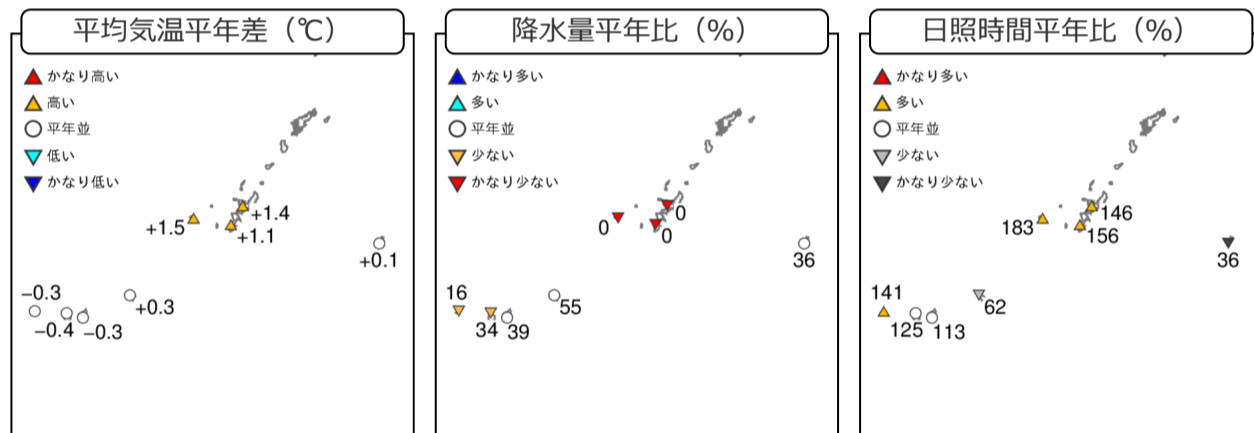 平均気温平年差（℃）
かなり高い
高い
平年並
低い
かなり低い
+1.5
+1.4
+1.1
+0.1
−0.3
+0.3
−0.4
−0.3
降水量平年比（%）
かなり多い
多い
平年並
少ない
かなり少ない
0
0
0
36
16
55
34
39
日照時間平年比（%）
かなり多い
多い
平年並
少ない
かなり少ない
146
183
156
36
141
62
125
113